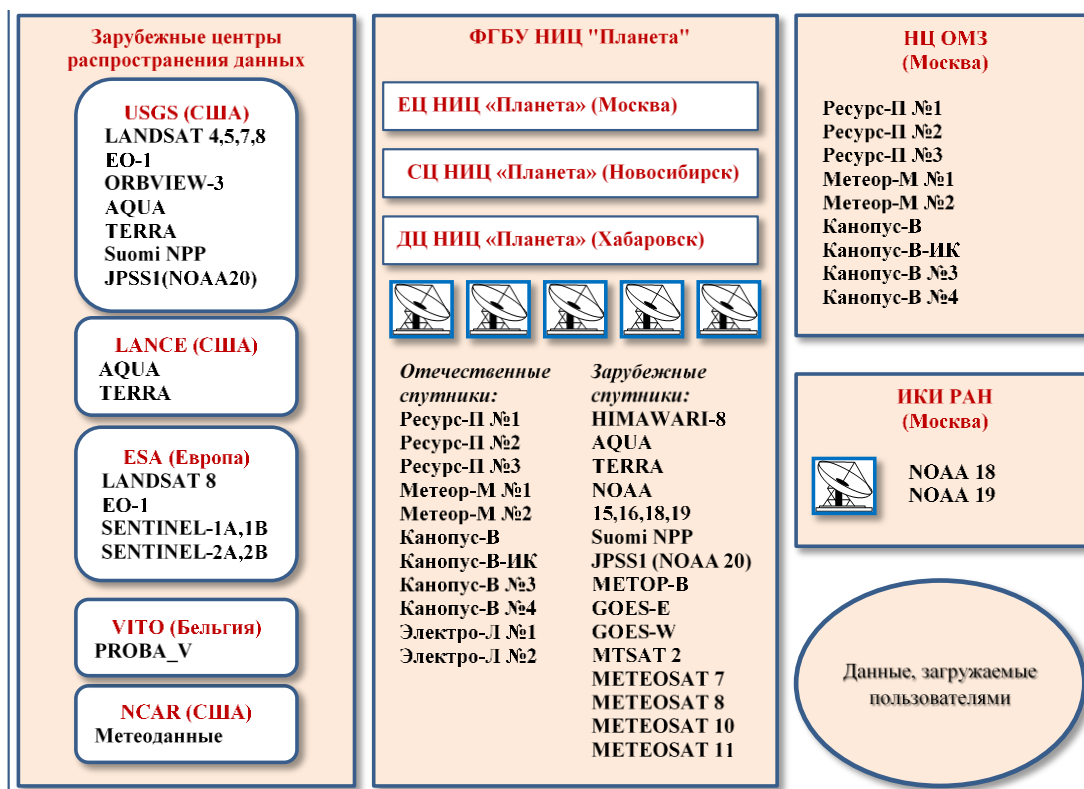 Зарубежные центры
распространения данных
USGS (США)
LANDSAT 4,5,7,8
EO-1
ORBVIEW-3
AQUA
TERRA
Suomi NPP
JPSS1(NOAA20)
LANCE (США)
AQUA
TERRA
ESA (Европа)
LANDSAT 8
EO-1
SENTINEL-1A,1B
SENTINEL-2A,2B
VITO (Бельгия)
PROBA_V
NCAR (США)
Метеоданные
ФГБУ НИЦ "Планета"
ЕЦ НИЦ «Планета» (Москва)
СЦ НИЦ «Планета» (Новосибирск)
ДЦ НИЦ «Планета» (Хабаровск)
Отечественные
спутники:
Ресурс-П №1
Ресурс-П №2
Ресурс-П №3
Метеор-М №1
Метеор-М №2
Канопус-В
Канопус-В-ИК
Канопус-В №3
Канопус-В №4
Электро-Л №1
Электро-Л №2
Зарубежные
спутники:
HIMAWARI-8
AQUA
TERRA
NOAA
15,16,18,19
Suomi NPP
JPSS1 (NOAA 20)
METOP-B
GOES-E
GOES-W
MTSAT 2
METEOSAT 7
METEOSAT 8
METEOSAT 10
METEOSAT 11
НЦ ОМЗ
(Москва)
Ресурс-П №1
Ресурс-П №2
Ресурс-П №3
Метеор-М №1
Метеор-М №2
Канопус-В
Канопус-В-ИК
Канопус-В №3
Канопус-В №4
ИКИ РАН
(Москва)
NOAA 18
NOAA 19
Данные, загружаемые
пользователями